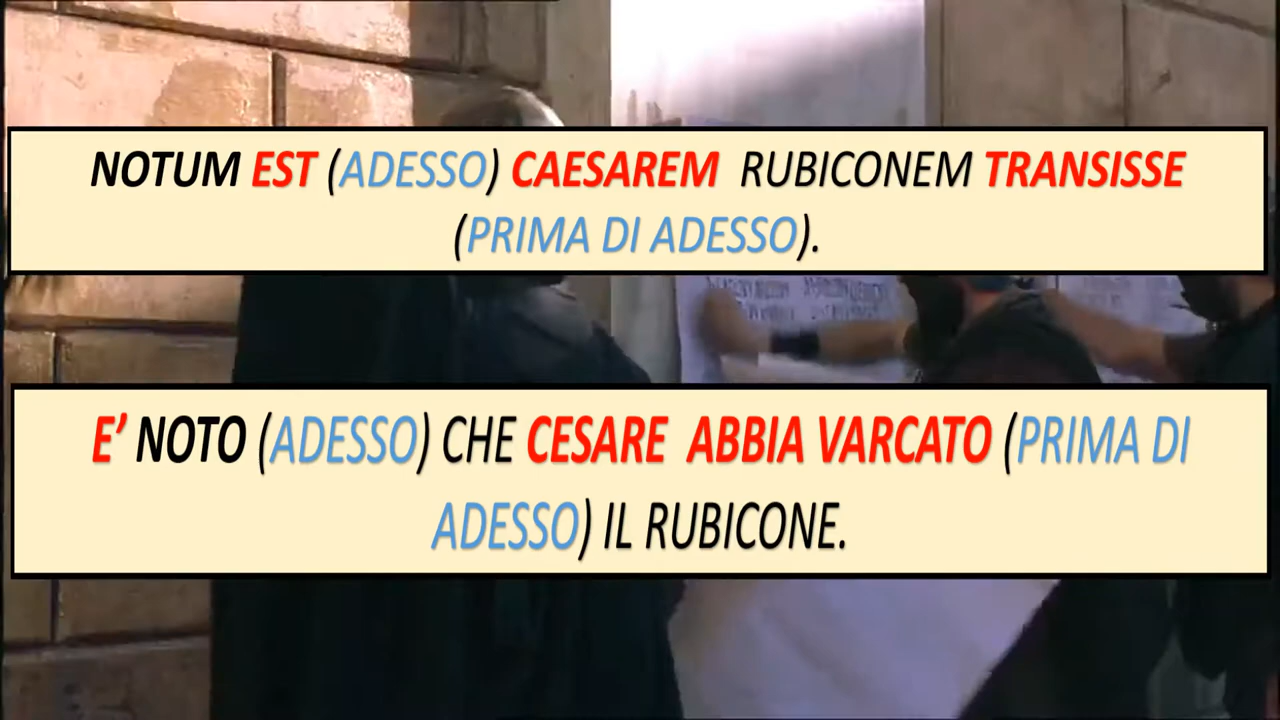 NOTUM EST (ADESSO) CAESAREM RUBICONEM TRANSISSE
(PRIMA DI ADESSO).
E' NOTO (ADESSO) CHE CESARE ABBIA VARCATO (PRIMA DI
ADESSO) IL RUBICONE.